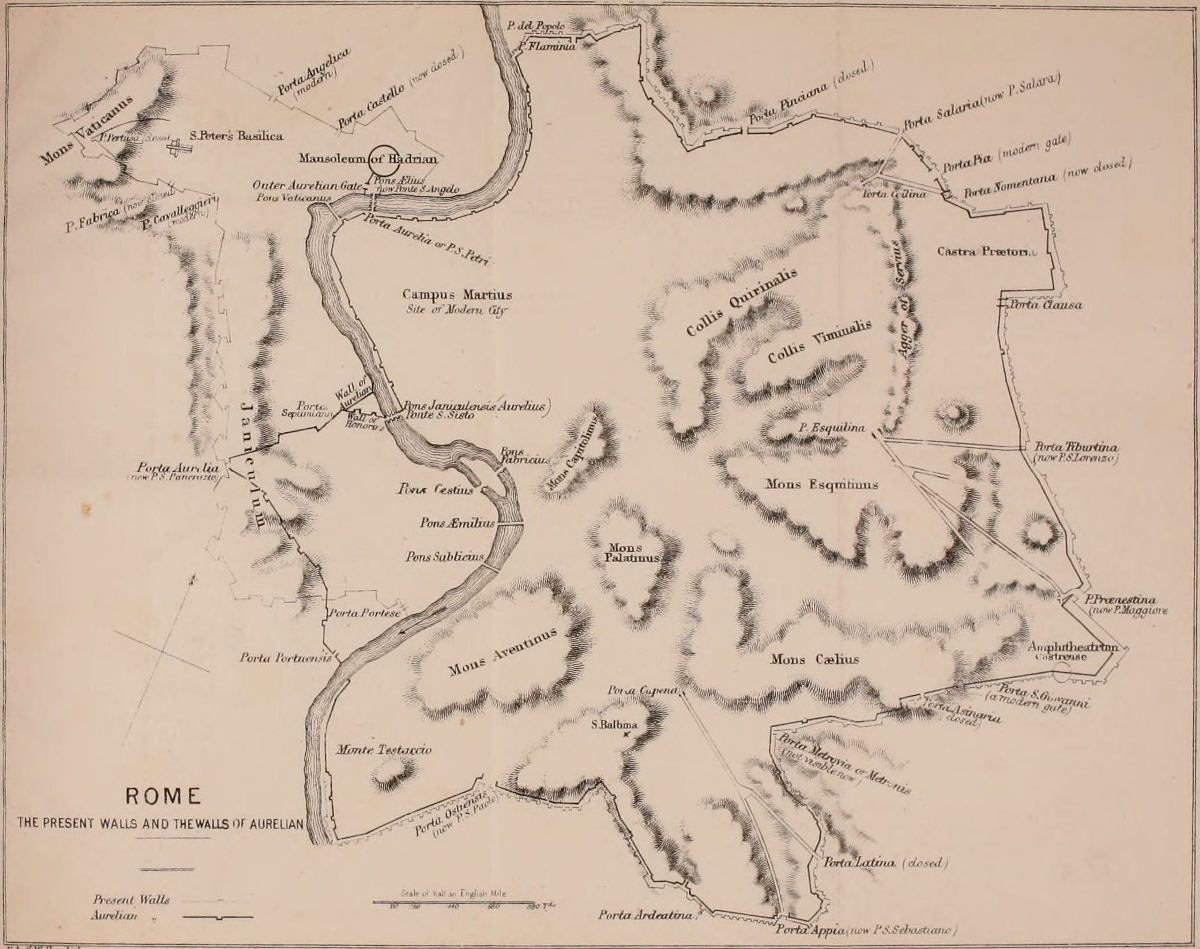 P. del Popolo
P. Flaminia
Porta Angelica
(modern)
Porta Castello (now closed)
Porta Pinciana (closed)
Porta Salaria (now P. Salara)
Porta Pia (modern gate)
Porta Nomentana (now closed)
Mons Vaticanus
S. Peter's Basilica
Mansoleum of Hadrian
Outer Aurelian Gate
Pons Ælius
now Ponte S. Angelo
Pons Vaticanus
P. Fabrica (now closed)
P. Cavalleggieri
(modern)
Porta Aurelia or P.S. Petri
Porta Collina
Castra Prætoria
Agger of Servius
Porta Clausa
Campus Martius
Site of Modern City
Collis Quirinalis
Collis Viminalis
Wall of
Aurelian
Porta
Septimiana
Wall of
Honorius
Pons Janiculensis (Aurelius)
Ponte S. Sisto
Janiculum
Mons Capitolinus
P. Esquilina
Porta Tiburtina
(now P.S. Lorenzo)
Pons
Fabricius
Porta Aurelia
(now P.S. Pancrazio)
Pons Cestius
Mons Esquilinus
Pons Æmilius
Pons Sublicius
Mons
Palatinus
P. Prænestina
(now P. Maggiore
Porta Portese
Porta Portuensis
Mons Aventinus
Mons Cælius
Amphitheatrum
Castrense
Porta Capena
Porta S. Giovanni
(a modern gate)
Porta Asinaria
(closed)
S. Balbina
Monte Testaccio
Porta Metrovia or Metronis
(not visible now)
ROME
THE PRESENT WALLS AND THE WALLS OF AURELIAN
Porta Ostiensis
(now P.S. Paolo)
Porta Latina (closed)
Present Walls
Aurelian "
Scale of half an English Mile
Porta Ardeatina?
Porta Appia (now P.S. Sebastiano)